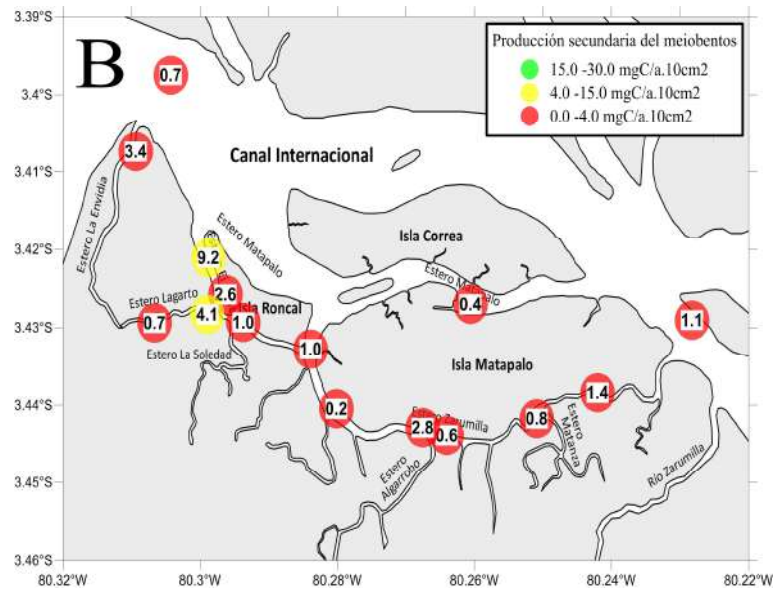 3.39°S
B
Producción secundaria del meiobentos
15.0 -30.0 mgC/a.10cm2
4.0 -15.0 mgC/a.10cm2
0.0 -4.0 mgC/a.10cm2
0.7
3.4°S
3.41°S
3.4
Canal Internacional
Estero La Envidia
Estero Matapalo
3.42°S
9.2
Isla Correa
Estero
2.6
Estero Lagarto
Isla Roncal
0.4
0.7
4.1
1.0
1.1
3.43°S
Estero La Soledad
1.0
Isla Matapalo
3.44°S
0.2
1.4
2.8
Estero Zarumilla
0.6
0.8
Estero Matanza
Estero Algarrobo
Río Zarumilla
3.45°S
3.46°S
80.32°W
80.3°W
80.28°W
80.26°W
80.24°W
80.22°W